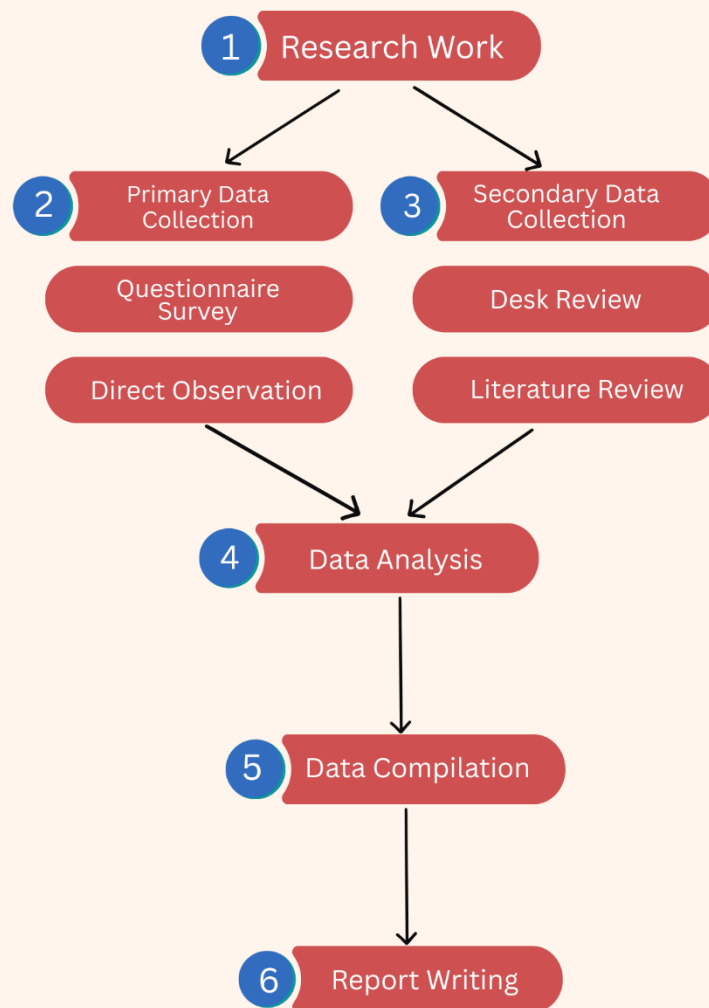 1 Research Work
2 Primary Data
Collection
3 Secondary Data
Collection
Questionnaire
Survey
Desk Review
Direct Observation
Literature Review
4 Data Analysis
5 Data Compilation
6 Report Writing